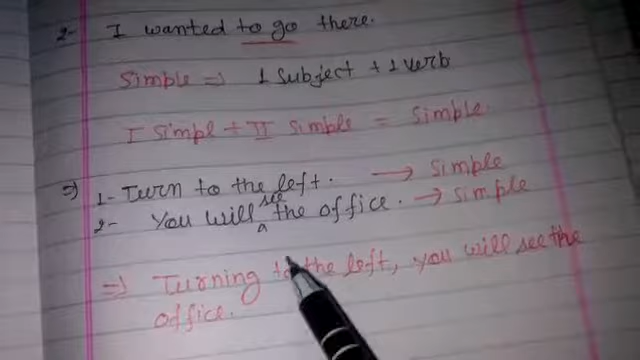 2- I wanted to go there.
Simple => 1 Subject + 1 verb
I Simple + II Simple = Simple.
=> 1- Turn to the left. → Simple
2- You will see the office. → Simple
=> Turning to the left, you will see the
office.